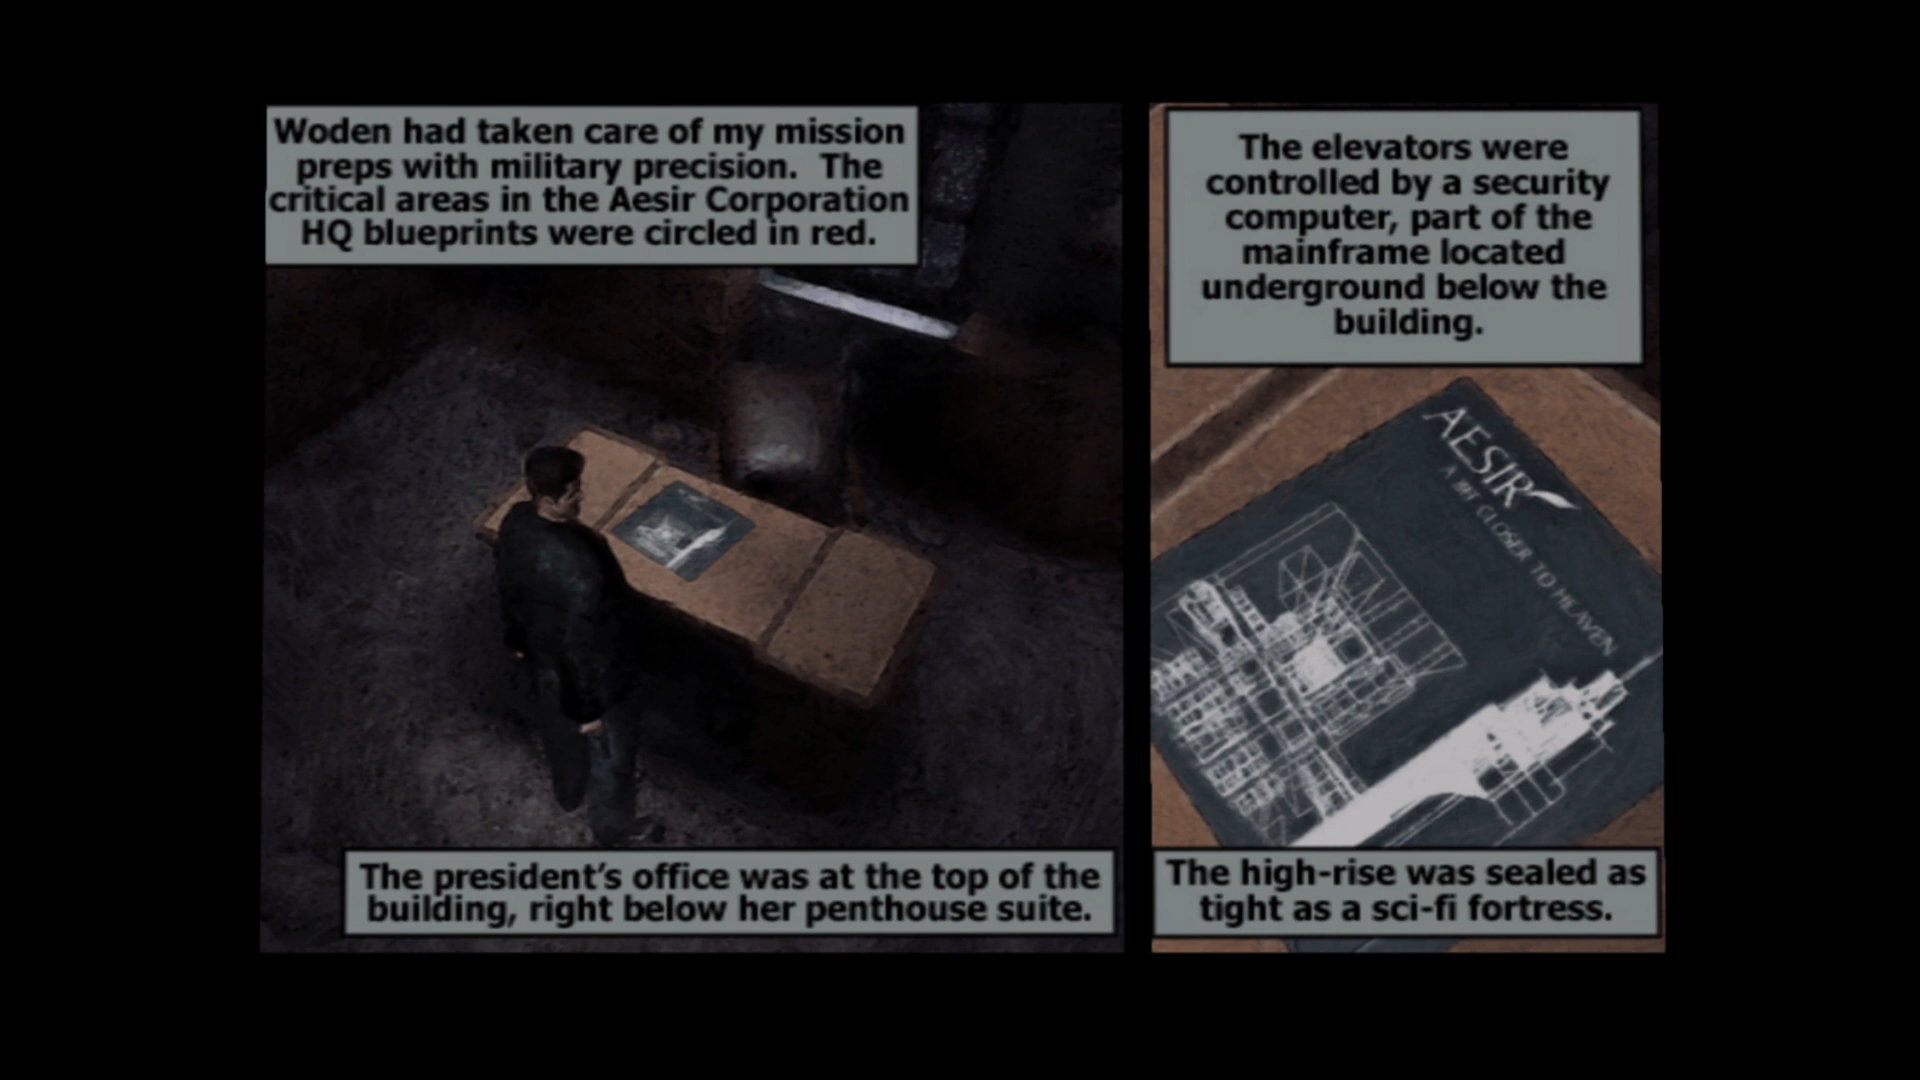 Woden had taken care of my mission
preps with military precision.  The
critical areas in the Aesir Corporation
HQ blueprints were circled in red.
The president's office was at the top of the
building, right below her penthouse suite.
The elevators were
controlled by a security
computer, part of the
mainframe located
underground below the
building.
AESIR
A BIT CLOSER TO HEAVEN
The high-rise was sealed as
tight as a sci-fi fortress.